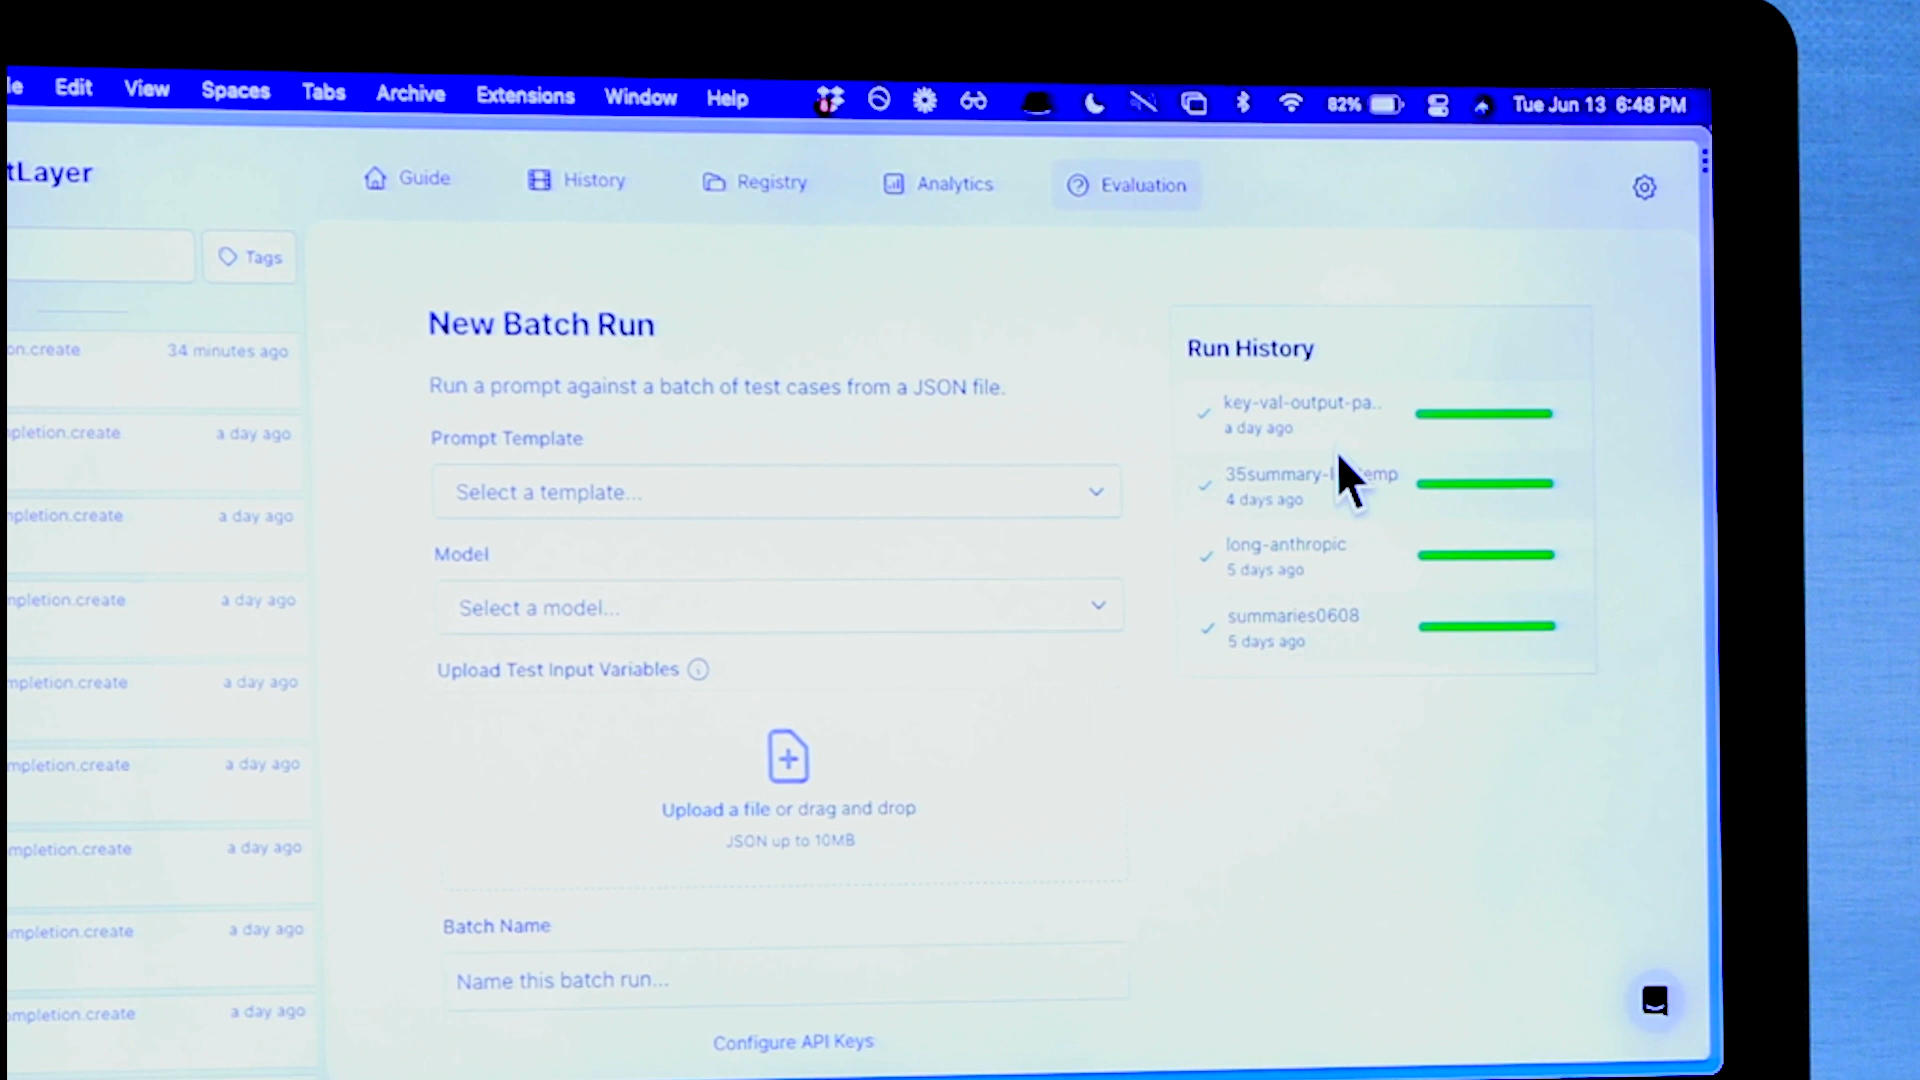 le Edit View Spaces Tabs Archive Extensions Window Help 82% Tue Jun 13 6:48 PM
tLayer
Guide History Registry Analytics Evaluation
Tags
on.create 34 minutes ago
pletion.create a day ago
mpletion.create a day ago
mpletion.create a day ago
mpletion.create a day ago
mpletion.create a day ago
mpletion.create a day ago
ompletion.create a day ago
ompletion.create a day ago
New Batch Run
Run a prompt against a batch of test cases from a JSON file.
Prompt Template
Select a template...
Model
Select a model...
Upload Test Input Variables
Upload a file or drag and drop
JSON up to 10MB
Batch Name
Name this batch run...
Configure API Keys
Run History
key-val-output-pa..
a day ago
35summary- emp
4 days ago
long-anthropic
5 days ago
summaries0608
5 days ago